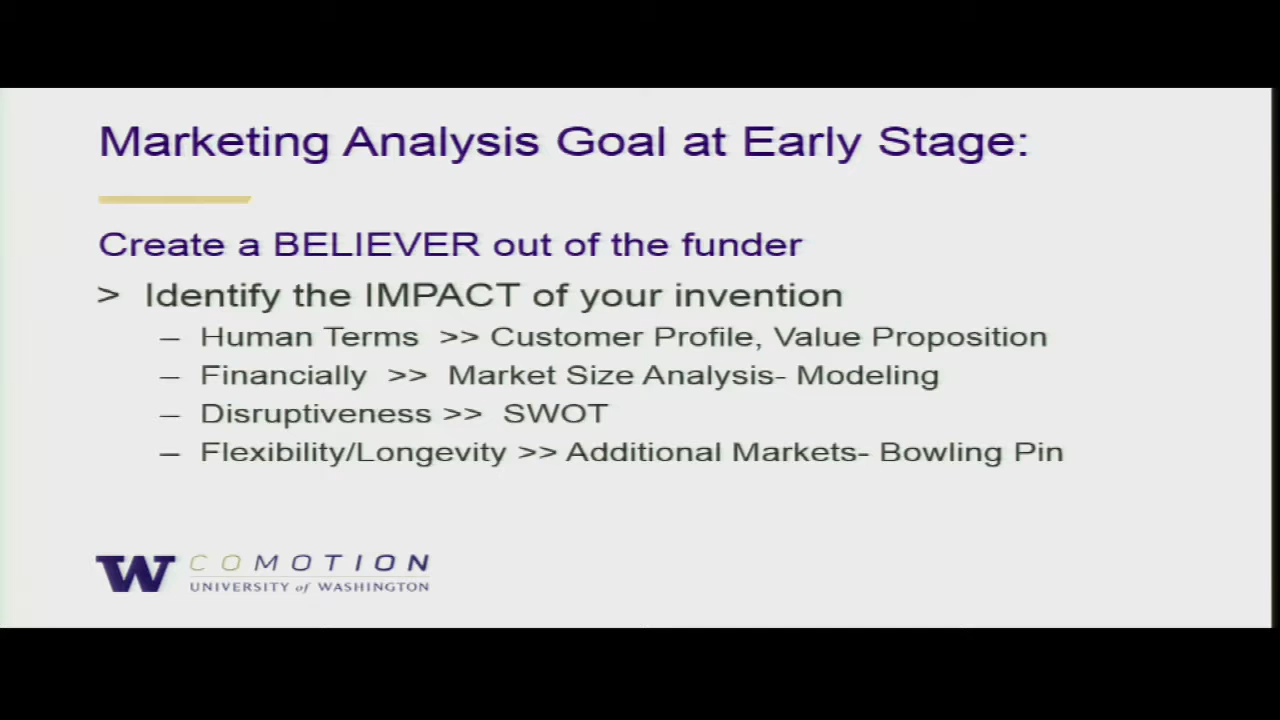 Marketing Analysis Goal at Early Stage:
Create a BELIEVER out of the funder
> Identify the IMPACT of your invention
– Human Terms >> Customer Profile, Value Proposition
– Financially >> Market Size Analysis- Modeling
– Disruptiveness >> SWOT
– Flexibility/Longevity >> Additional Markets- Bowling Pin
W COMOTION
UNIVERSITY of WASHINGTON